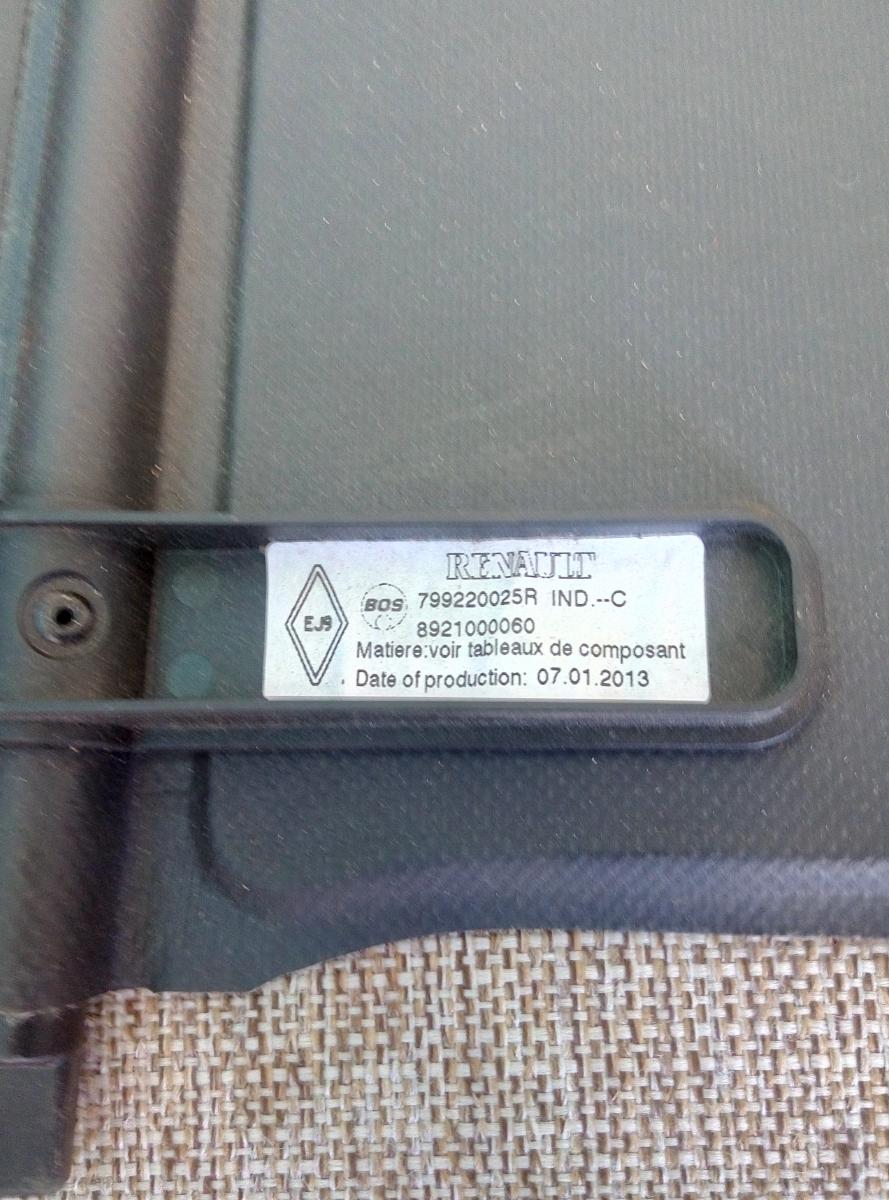 RENAULT
EJ9
BOS 799220025R IND.--C
8921000060
Matiere:voir tableaux de composant
Date of production: 07.01.2013